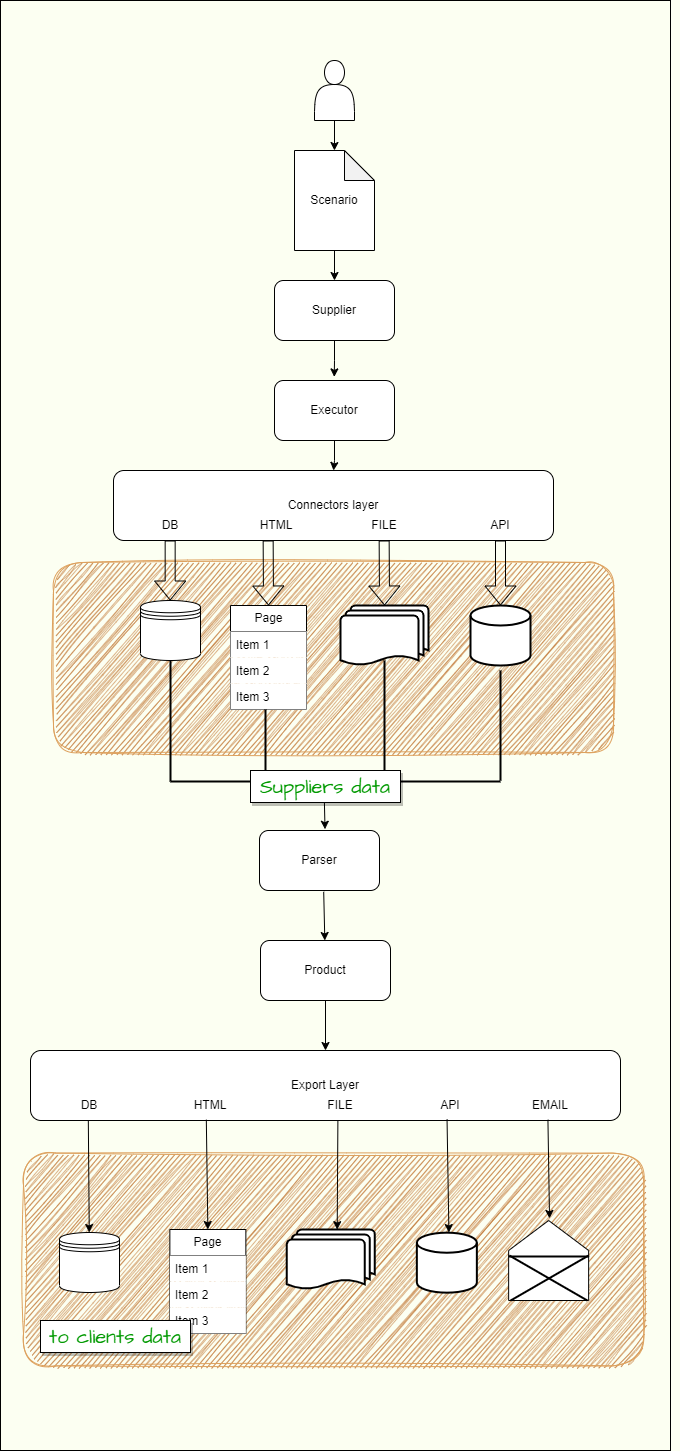 Scenario
Supplier
Executor
Connectors layer
DB HTML FILE API
Page
Item 1
Item 2
Item 3
Suppliers data
Parser
Product
Export Layer
DB HTML FILE API EMAIL
Page
Item 1
Item 2
Item 3
to clients data